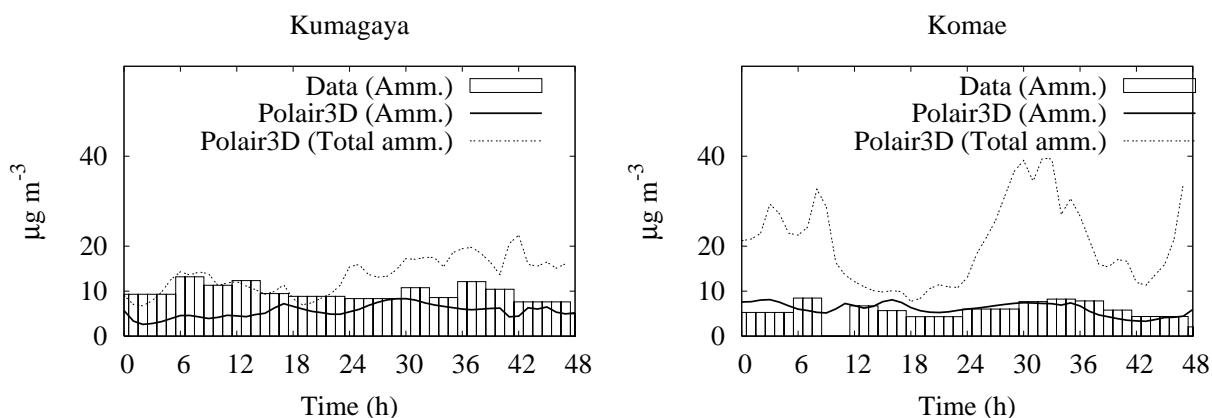 Kumagaya
Data (Amm.)
Polair3D (Amm.)
Polair3D (Total amm.)
µg m-3
40
20
10
0
0 6 12 18 24 30 36 42 48
Time (h)
Komae
Data (Amm.)
Polair3D (Amm.)
Polair3D (Total amm.)
µg m-3
40
20
10
0
0 6 12 18 24 30 36 42 48
Time (h)